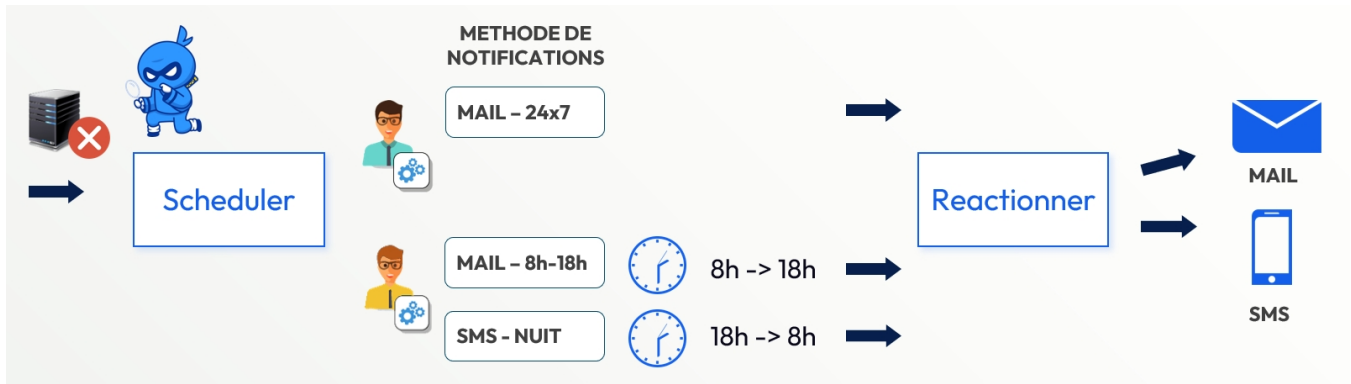 METHODE DE
NOTIFICATIONS
MAIL – 24x7
Scheduler
MAIL – 8h-18h
8h -> 18h
SMS - NUIT
18h -> 8h
Reactionner
MAIL
SMS